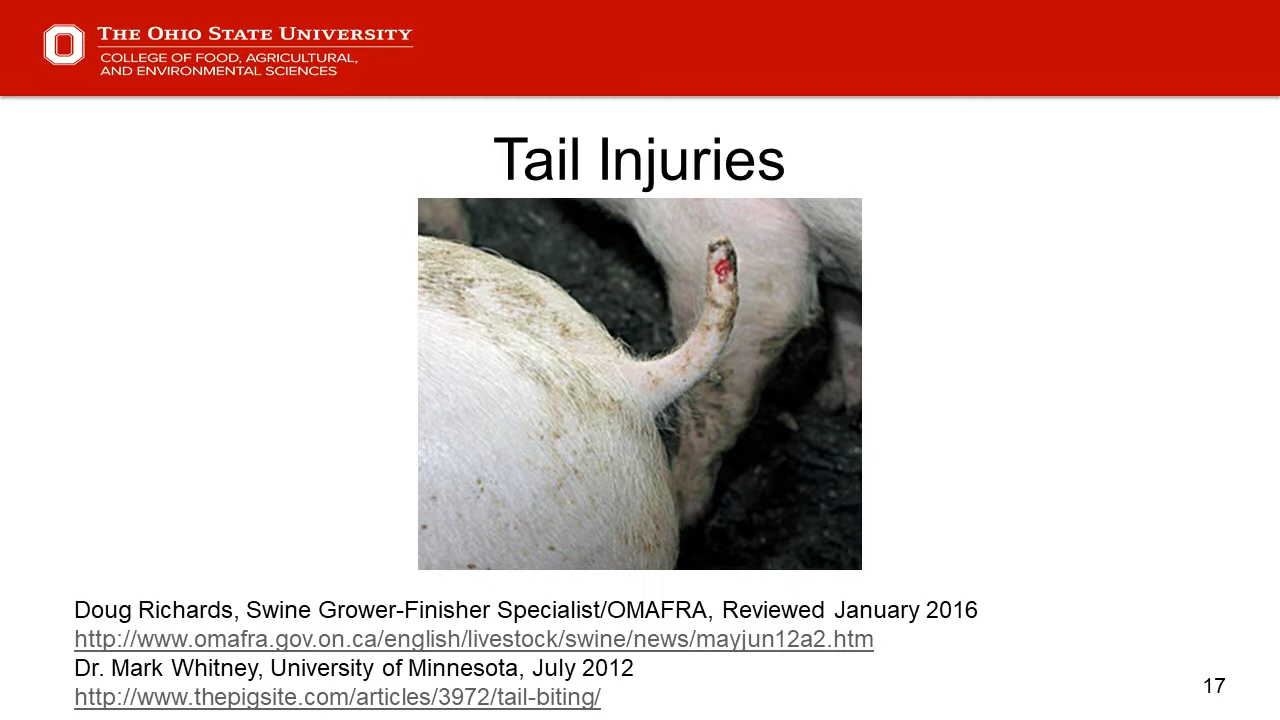 THE OHIO STATE UNIVERSITY
COLLEGE OF FOOD, AGRICULTURAL,
AND ENVIRONMENTAL SCIENCES
Tail Injuries
Doug Richards, Swine Grower-Finisher Specialist/OMAFRA, Reviewed January 2016
http://www.omafra.gov.on.ca/english/livestock/swine/news/mayjun12a2.htm
Dr. Mark Whitney, University of Minnesota, July 2012
http://www.thepigsite.com/articles/3972/tail-biting/
17